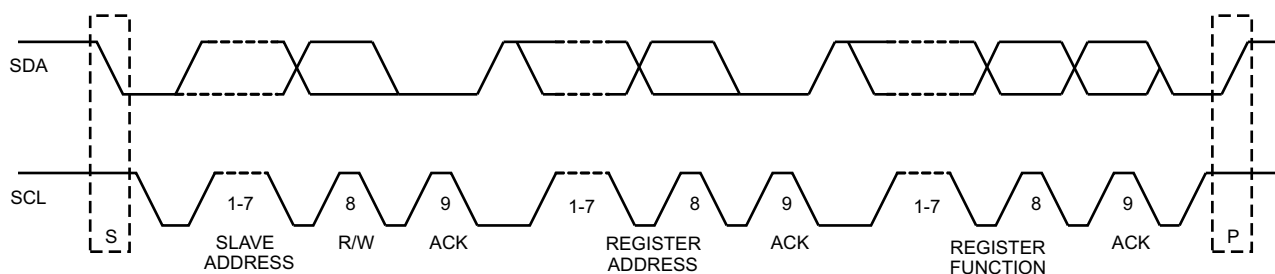 SDA
SCL
1-7 8 9 1-7 8 9 1-7 8 9
S SLAVE ADDRESS R/W ACK REGISTER ADDRESS ACK REGISTER FUNCTION ACK P